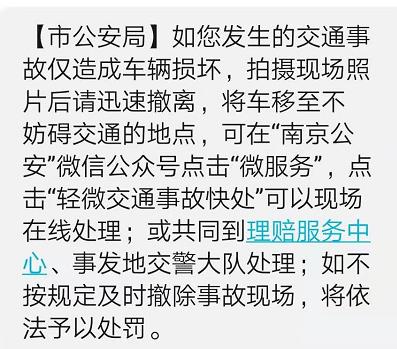 【市公安局】如您发生的交通事
故仅造成车辆损坏，拍摄现场照
片后请迅速撤离，将车移至不
妨碍交通的地点，可在“南京公
安”微信公众号点击“微服务”，点
击“轻微交通事故快处”可以现场
在线处理；或共同到理赔服务中
心、事发地交警大队处理；如不
按规定及时撤除事故现场，将依
法予以处罚。